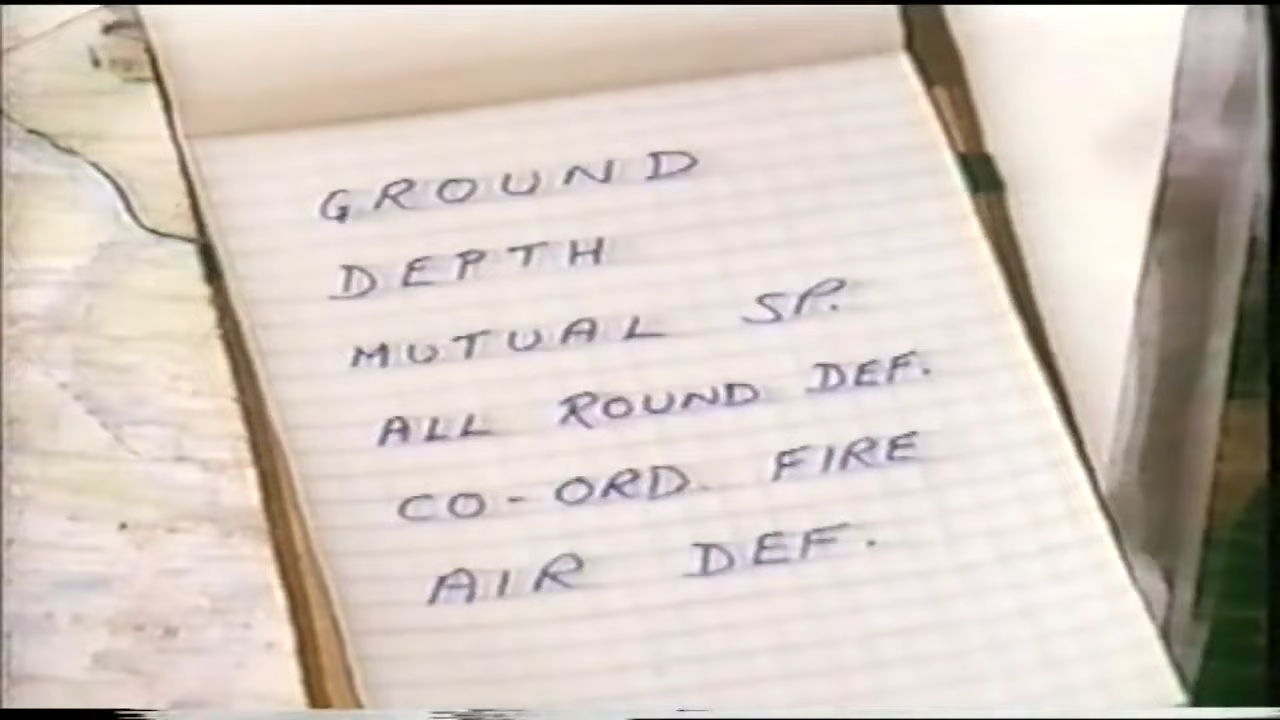 GROUND
DEPTH
MUTUAL SP.
ALL ROUND DEF.
CO-ORD. FIRE
AIR DEF.